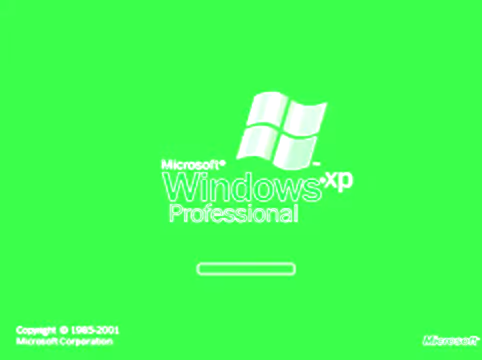 Microsoft®
Windows xp
Professional
Copyright © 1985-2001
Microsoft Corporation
Microsoft